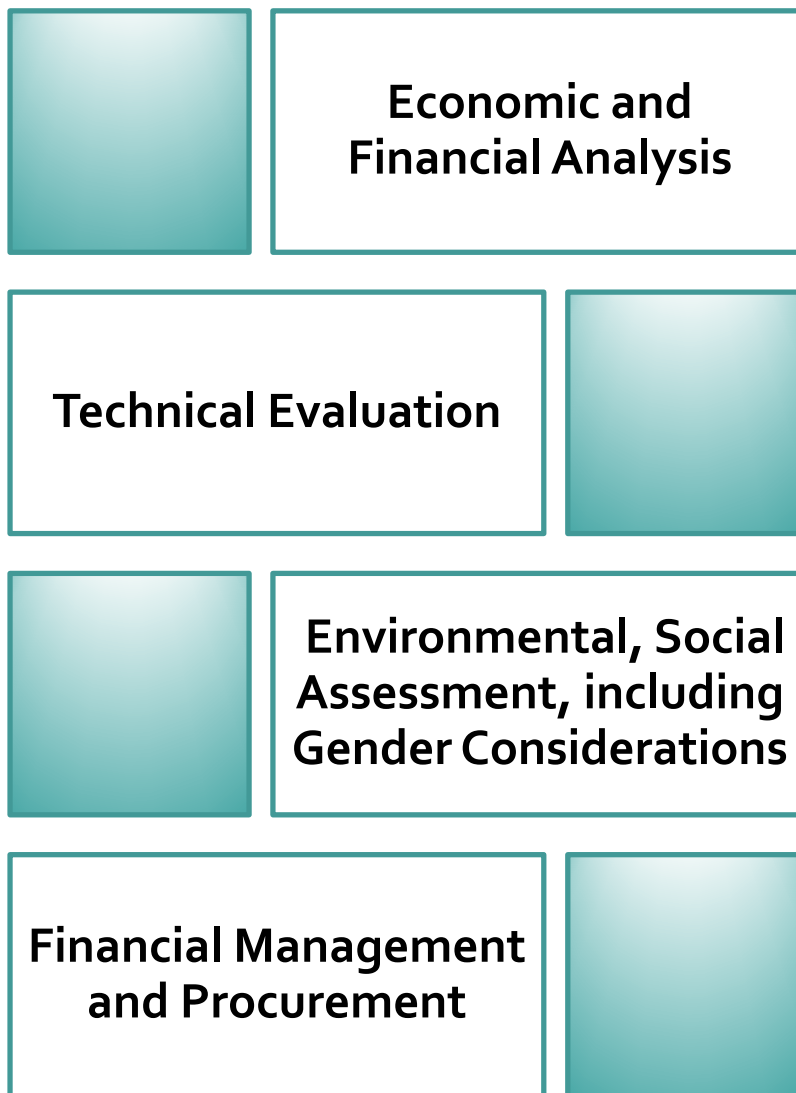 Economic and
Financial Analysis
Technical Evaluation
Environmental, Social
Assessment, including
Gender Considerations
Financial Management
and Procurement